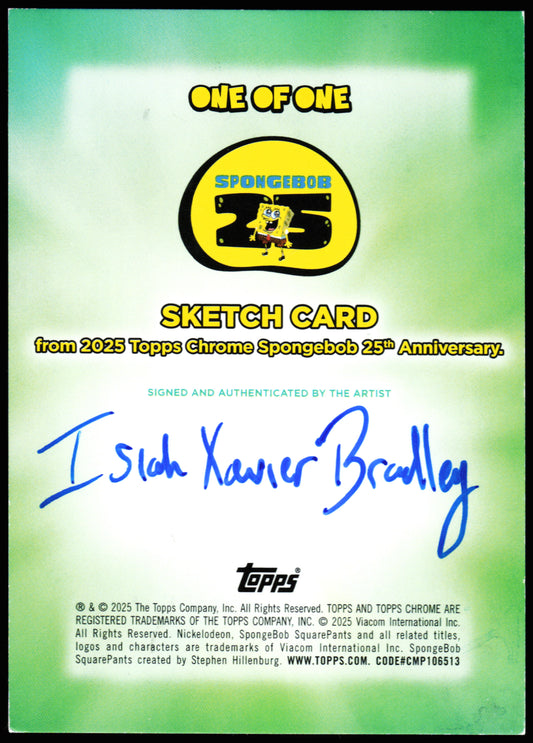 ONE OF ONE
SPONGEBOB
25
SKETCH CARD
from 2025 Topps Chrome Spongebob 25th Anniversary.
SIGNED AND AUTHENTICATED BY THE ARTIST
Isiah Xavier Bradley
Topps®
® & © 2025 The Topps Company, Inc. All Rights Reserved. TOPPS AND TOPPS CHROME ARE
REGISTERED TRADEMARKS OF THE TOPPS COMPANY, INC. © 2025 Viacom International Inc.
All Rights Reserved. Nickelodeon, SpongeBob SquarePants and all related titles,
logos and characters are trademarks of Viacom International Inc. SpongeBob
SquarePants created by Stephen Hillenburg. WWW.TOPPS.COM. CODE#CMP106513